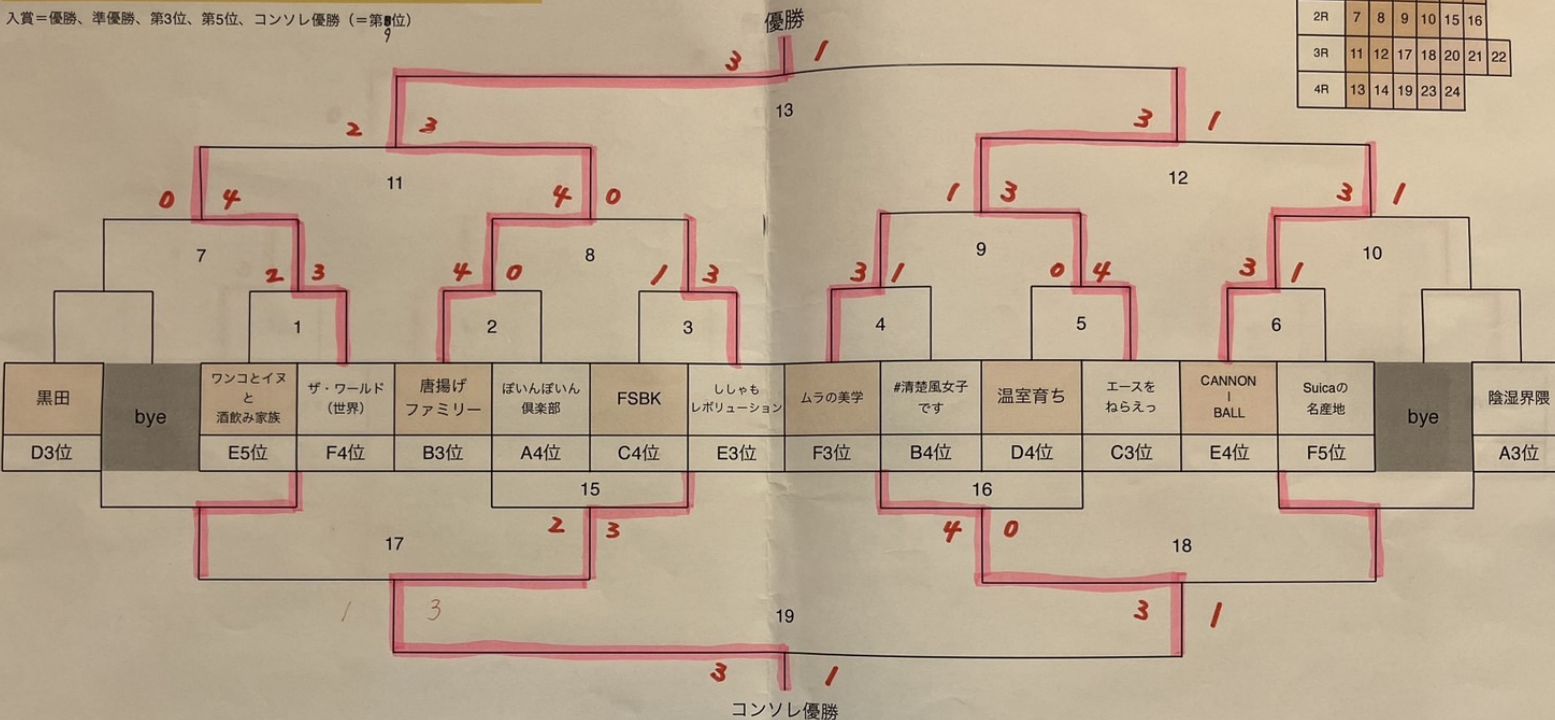 入賞＝優勝、準優勝、第3位、第5位、コンソレ優勝（＝第9位）
優勝
2R 7 8 9 10 15 16
3R 11 12 17 18 20 21 22
4R 13 14 19 23 24
3 1
13
2 3
3 1
11
12
0 4
4 0
1 3
3 1
7
8
9
10
2 3
4 0
1 3
3 1
0 4
3 1
1
2
3
4
5
6
黒田
bye
ワンコとイヌ
と
酒飲み家族
ザ・ワールド
（世界）
唐揚げ
ファミリー
ぽいんぽいん
倶楽部
FSBK
ししゃも
レボリューション
ムラの美学
#清楚風女子
です
温室育ち
エースを
ねらえっ
CANNON
ー
BALL
Suicaの
名産地
bye
陰湿界隈
D3位
E5位
F4位
B3位
A4位
C4位
E3位
F3位
B4位
D4位
C3位
E4位
F5位
A3位
15
16
2 3
4 0
17
18
1 3
3 1
19
3 1
コンソレ優勝